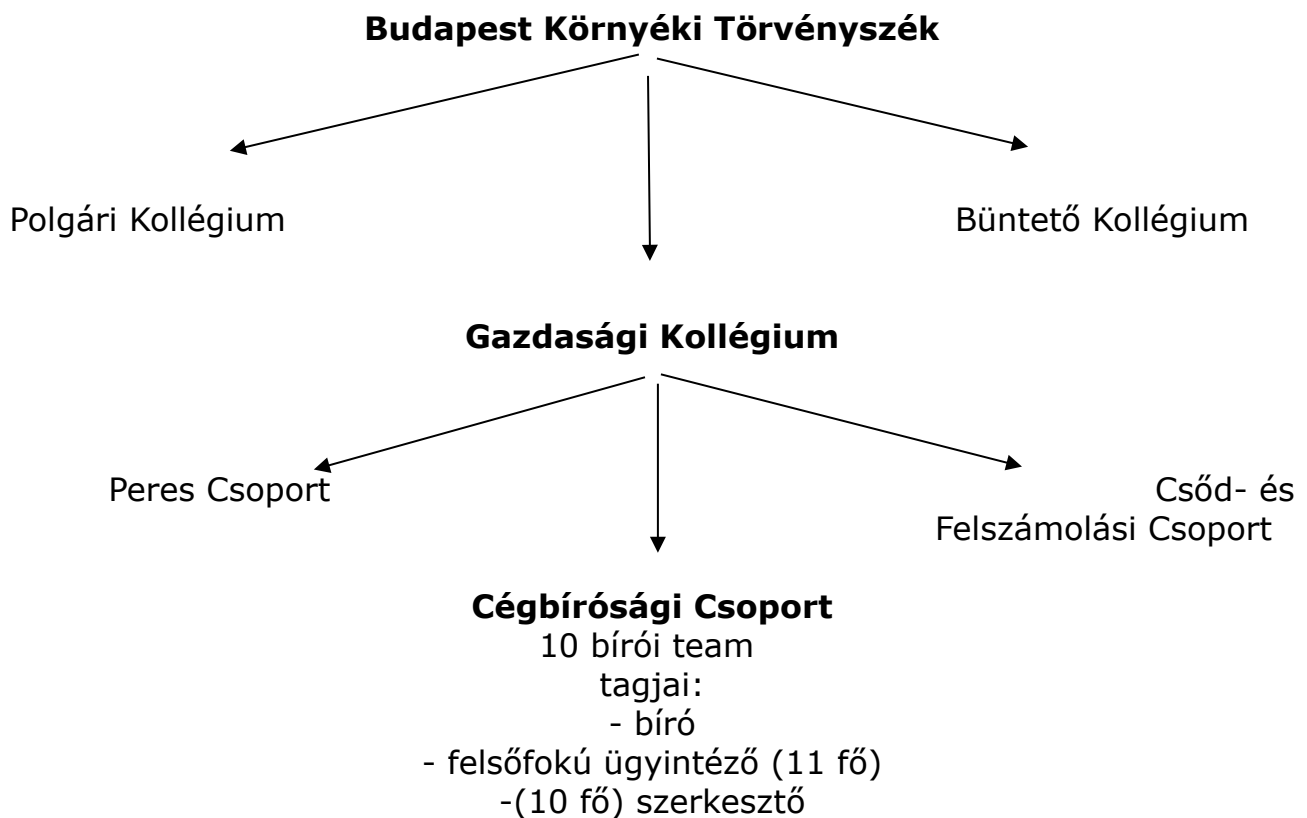 Budapest Környéki Törvényszék
Polgári Kollégium
Büntető Kollégium
Gazdasági Kollégium
Peres Csoport
Csőd- és
Felszámolási Csoport
Cégbírósági Csoport
10 bírói team
tagjai:
- bíró
- felsőfokú ügyintéző (11 fő)
-(10 fő) szerkesztő